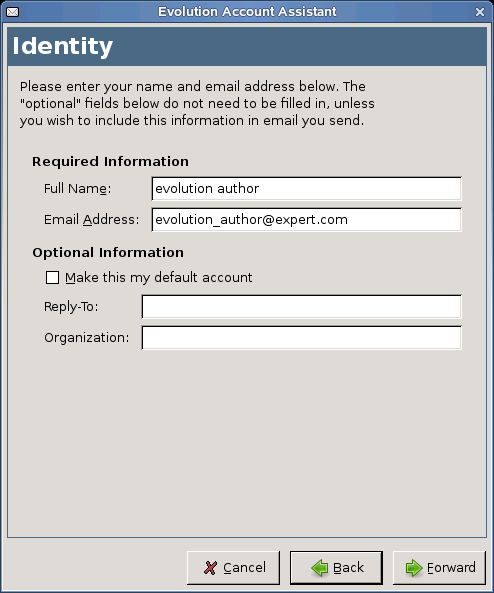 Evolution Account Assistant
Identity
Please enter your name and email address below. The
"optional" fields below do not need to be filled in, unless
you wish to include this information in email you send.
Required Information
Full Name: evolution author
Email Address: evolution_author@expert.com
Optional Information
Make this my default account
Reply-To:
Organization:
Cancel Back Forward